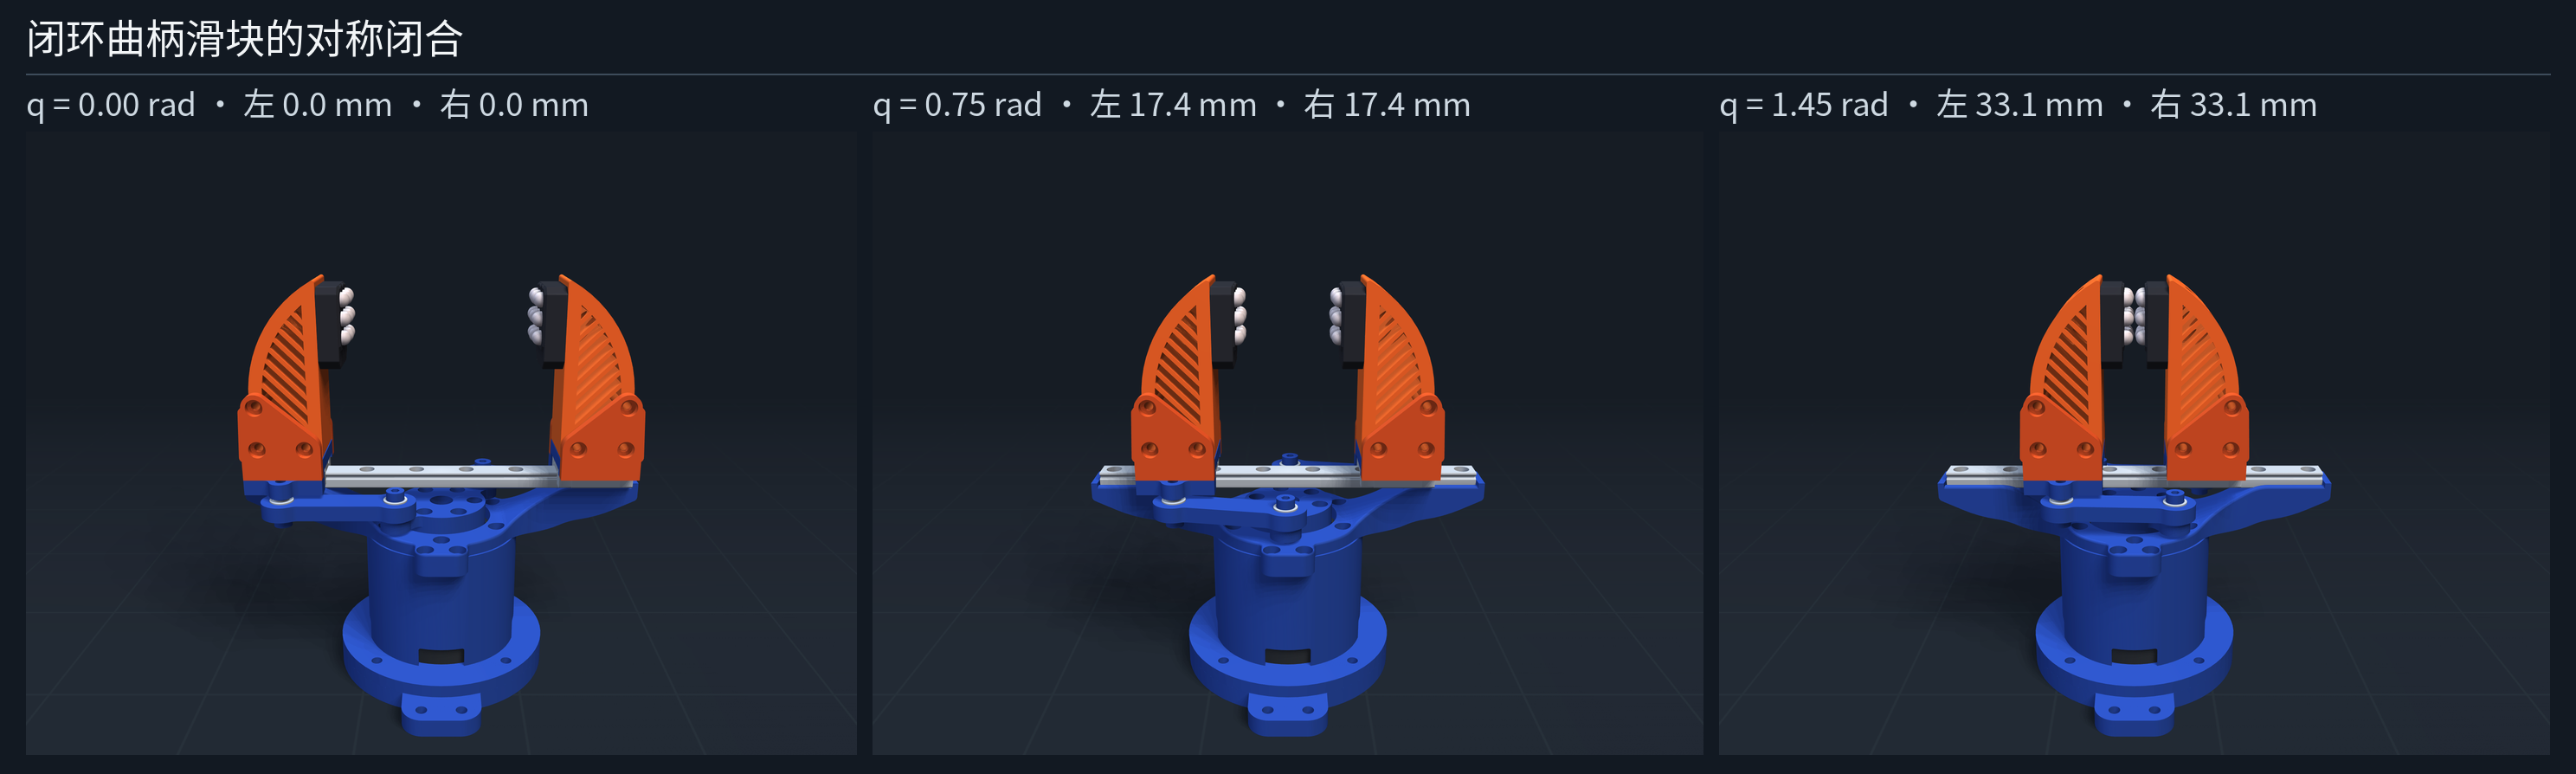 闭环曲柄滑块的对称闭合
q = 0.00 rad · 左 0.0 mm · 右 0.0 mm
q = 0.75 rad · 左 17.4 mm · 右 17.4 mm
q = 1.45 rad · 左 33.1 mm · 右 33.1 mm